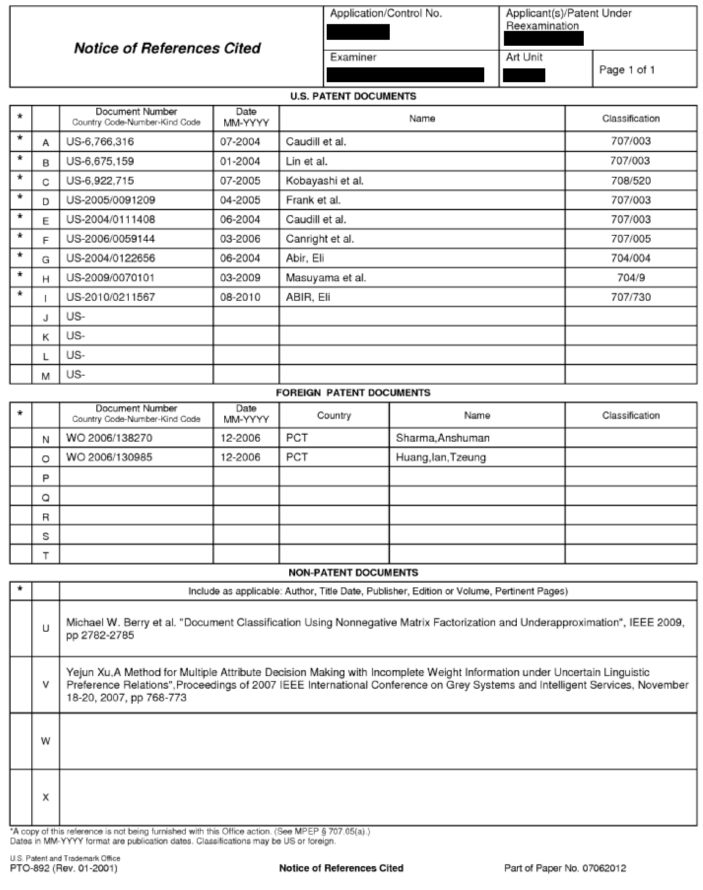 Notice of References Cited
Application/Control No.
Applicant(s)/Patent Under
Reexamination
Examiner
Art Unit
Page 1 of 1
U.S. PATENT DOCUMENTS
* Document Number Date Name Classification
Country Code-Number-Kind Code MM-YYYY
* A US-6,766,316 07-2004 Caudill et al. 707/003
* B US-6,675,159 01-2004 Lin et al. 707/003
* C US-6,922,715 07-2005 Kobayashi et al. 708/520
* D US-2005/0091209 04-2005 Frank et al. 707/003
* E US-2004/0111408 06-2004 Caudill et al. 707/003
* F US-2006/0059144 03-2006 Canright et al. 707/005
* G US-2004/0122656 06-2004 Abir, Eli 704/004
* H US-2009/0070101 03-2009 Masuyama et al. 704/9
* I US-2010/0211567 08-2010 ABIR, Eli 707/730
J US-
K US-
L US-
M US-
FOREIGN PATENT DOCUMENTS
* Document Number Date Country Name Classification
Country Code-Number-Kind Code MM-YYYY
N WO 2006/138270 12-2006 PCT Sharma,Anshuman
O WO 2006/130985 12-2006 PCT Huang,Ian,Tzeung
P
Q
R
S
T
NON-PATENT DOCUMENTS
* Include as applicable: Author, Title Date, Publisher, Edition or Volume, Pertinent Pages)
U Michael W. Berry et al. "Document Classification Using Nonnegative Matrix Factorization and Underapproximation", IEEE 2009,
pp 2782-2785
Yejun Xu,A Method for Multiple Attribute Decision Making with Incomplete Weight Information under Uncertain Linguistic
V Preference Relations",Proceedings of 2007 IEEE International Conference on Grey Systems and Intelligent Services, November
18-20, 2007, pp 768-773
W
X
*A copy of this reference is not being furnished with this Office action. (See MPEP § 707.05(a).)
Dates in MM-YYYY format are publication dates. Classifications may be US or foreign.
U.S. Patent and Trademark Office
PTO-892 (Rev. 01-2001) Notice of References Cited Part of Paper No. 07062012